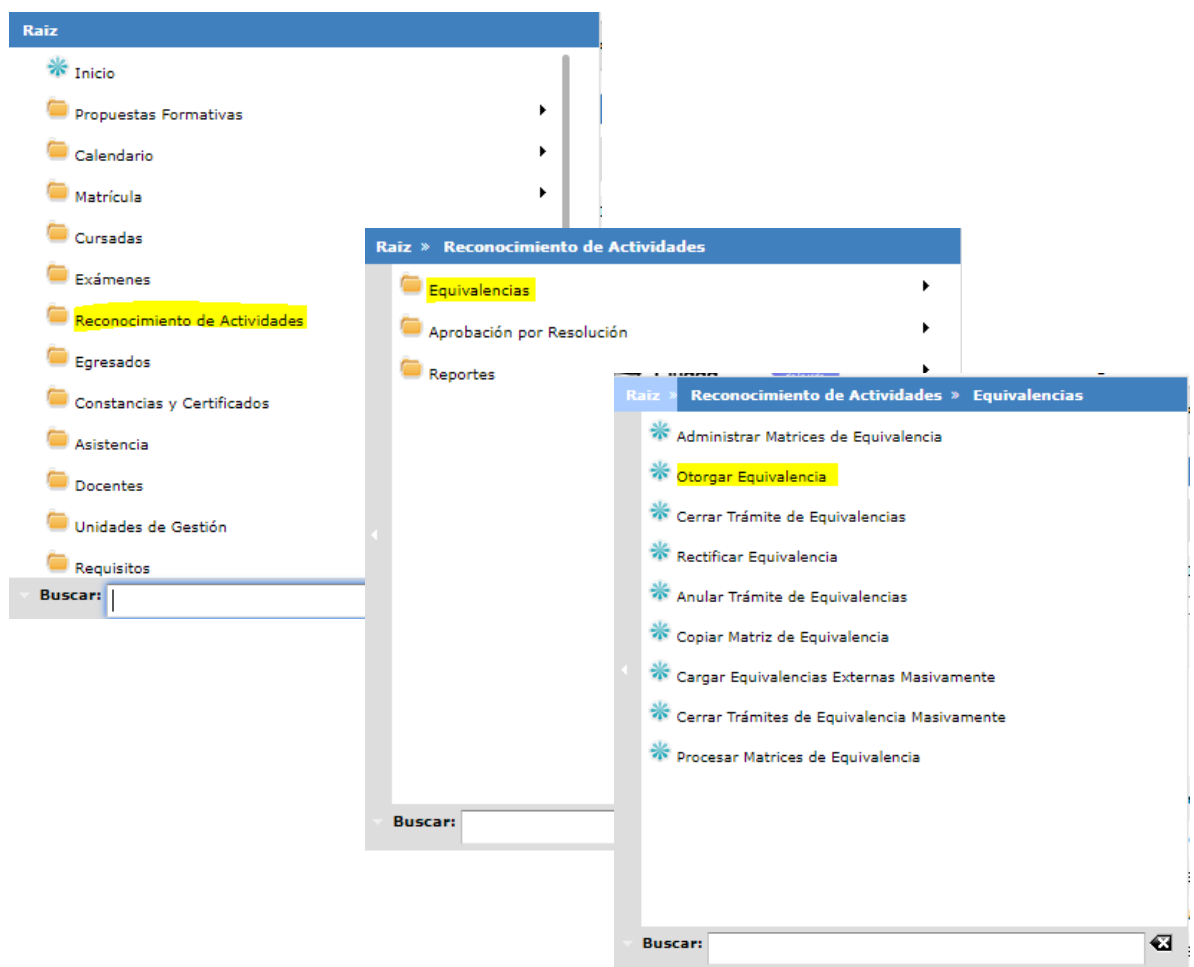 Raíz
Inicio
Propuestas Formativas
Calendario
Matrícula
Cursadas
Exámenes
Reconocimiento de Actividades
Egresados
Constancias y Certificados
Asistencia
Docentes
Unidades de Gestión
Requisitos
Buscar:
Raíz » Reconocimiento de Actividades
Equivalencias
Aprobación por Resolución
Reportes
Buscar:
Raíz » Reconocimiento de Actividades » Equivalencias
Administrar Matrices de Equivalencia
Otorgar Equivalencia
Cerrar Trámite de Equivalencias
Rectificar Equivalencia
Anular Trámite de Equivalencias
Copiar Matriz de Equivalencia
Cargar Equivalencias Externas Masivamente
Cerrar Trámites de Equivalencia Masivamente
Procesar Matrices de Equivalencia
Buscar: